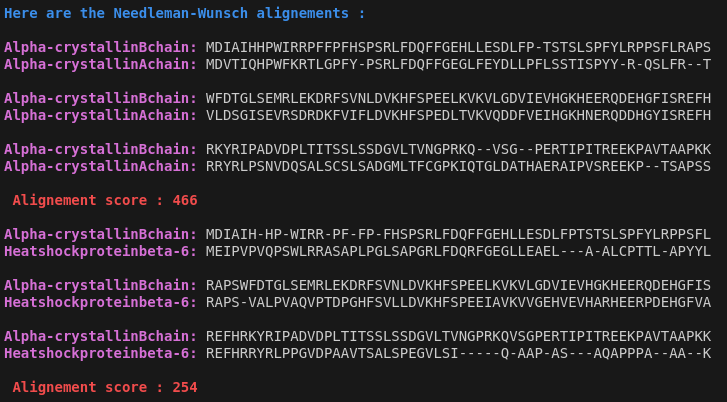 Here are the Needleman-Wunsch alignements :
Alpha-crystallinBchain: MDIAIHHPWIRRPFFPFHSPSRLFDQFFGEHLLESDLFP-TSTSLSPFYLRPPSFLRAPS
Alpha-crystallinAchain: MDVTIQHPWFKRTLGPFY-PSRLFDQFFGEGLFEYDLLPFLSSTISPYY-R-QSLFR--T
Alpha-crystallinBchain: WFDTGLSEMRLEKDRFSVNLDVKHFSPEELKVKVLGDVIEVHGKHEERQDEHGFISREFH
Alpha-crystallinAchain: VLDSGISEVRSDRDKFVIFLDVKHFSPEDLTVKVQDDFVEIHGKHNERQDDHGYISREFH
Alpha-crystallinBchain: RKYRIPADVDPLTITSSLSSDGVLTVNGPRKQ--VSG--PERTIPITREEKPAVTAAPKK
Alpha-crystallinAchain: RRYRLPSNVDQSALSCSLSADGMLTFCGPKIQTGLDATHAERAIPVSREEKP--TSAPSS
Alignement score : 466
Alpha-crystallinBchain: MDIAIH-HP-WIRR-PF-FP-FHSPSRLFDQFFGEHLLESDLFPTSTSLSPFYLRPPSFL
Heatshockproteinbeta-6: MEIPVPVQPSWLRRASAPLPGLSAPGRLFDQRFGEGLLEAEL---A-ALCPTTL-APYYL
Alpha-crystallinBchain: RAPSWFDTGLSEMRLEKDRFSVNLDVKHFSPEELKVKVLGDVIEVHGKHEERQDEHGFIS
Heatshockproteinbeta-6: RAPS-VALPVAQVPTDPGHFSVLLDVKHFSPEEIAVKVVGEHVEVHARHEERPDEHGFVA
Alpha-crystallinBchain: REFHRKYRIPADVDPLTITSSLSSDGVLTVNGPRKQVSGPERTIPITREEKPAVTAAPKK
Heatshockproteinbeta-6: REFHRRYRLPPGVDPAAVTSALSPEGVLSI-----Q-AAP-AS---AQAPPPA--AA--K
Alignement score : 254